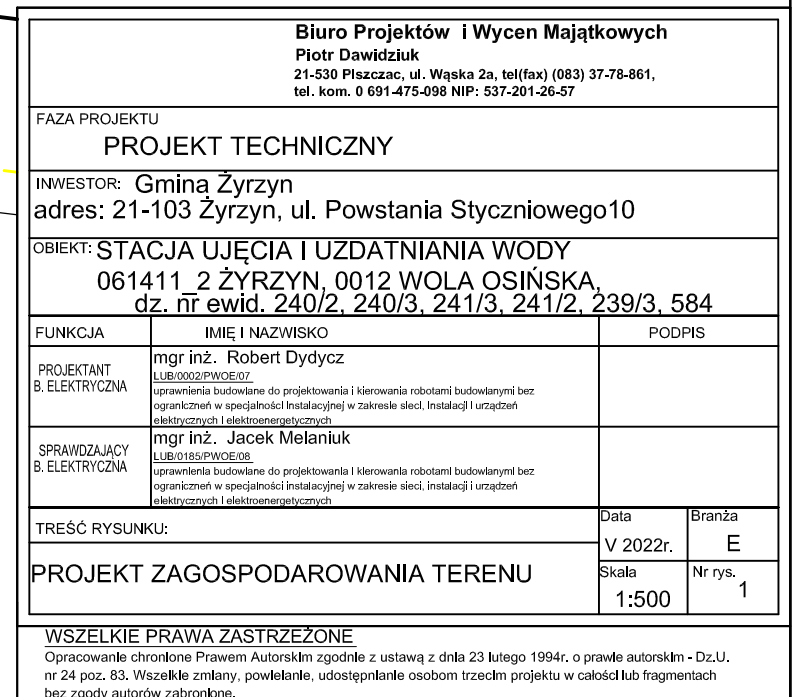 Biuro Projektów i Wycen Majątkowych
Piotr Dawidziuk
21-530 Piszczac, ul. Wąska 2a, tel(fax) (083) 37-78-861,
tel. kom. 0 691-475-098 NIP: 537-201-26-57
FAZA PROJEKTU
PROJEKT TECHNICZNY
INWESTOR: Gmina Żyrzyn
adres: 21-103 Żyrzyn, ul. Powstania Styczniowego10
OBIEKT: STACJA UJĘCIA I UZDATNIANIA WODY
061411_2 ŻYRZYN, 0012 WOLA OSIŃSKA,
dz. nr ewid. 240/2, 240/3, 241/3, 241/2, 239/3, 584
FUNKCJA IMIĘ I NAZWISKO PODPIS
PROJEKTANT
B. ELEKTRYCZNA
mgr inż. Robert Dydycz
LUB/0002/PWOE/07
uprawnienia budowlane do projektowania i kierowania robotami budowlanymi bez
ograniczneń w specjalności instalacyjnej w zakresie sieci, instalacji i urządzeń
elektrycznych i elektroenergetycznych
SPRAWDZAJĄCY
B. ELEKTRYCZNA
mgr inż. Jacek Melaniuk
LUB/0185/PWOE/08
uprawnienia budowlane do projektowania i kierowania robotami budowlanymi bez
ograniczneń w specjalności instalacyjnej w zakresie sieci, instalacji i urządzeń
elektrycznych i elektroenergetycznych
TREŚĆ RYSUNKU:
PROJEKT ZAGOSPODAROWANIA TERENU
Data Branża
V 2022r. E
Skala Nr rys.
1:500 1
WSZELKIE PRAWA ZASTRZEŻONE
Opracowanie chronione Prawem Autorskim zgodnie z ustawą z dnia 23 lutego 1994r. o prawie autorskim - Dz.U.
nr 24 poz. 83. Wszelkie zmiany, powielanie, udostępnianie osobom trzecim projektu w całości lub fragmentach
bez zgody autorów zabronione.